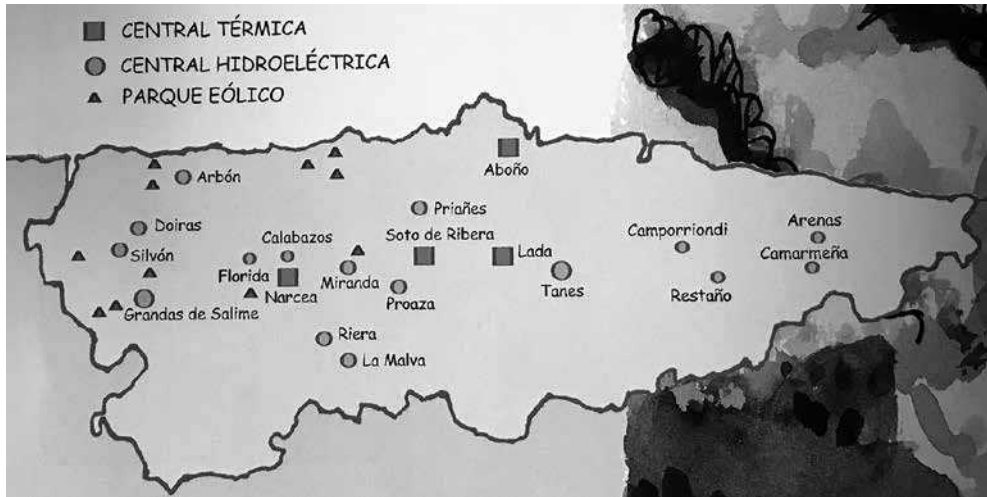 CENTRAL TÉRMICA
CENTRAL HIDROELÉCTRICA
PARQUE EÓLICO
Aboño
Arbón
Priañes
Doiras
Soto de Ribera
Calabazos
Silvón
Florida
Narcea
Miranda
Proaza
Lada
Tanes
Camporriondi
Arenas
Camarmeña
Restaño
Grandas de Salime
Riera
La Malva